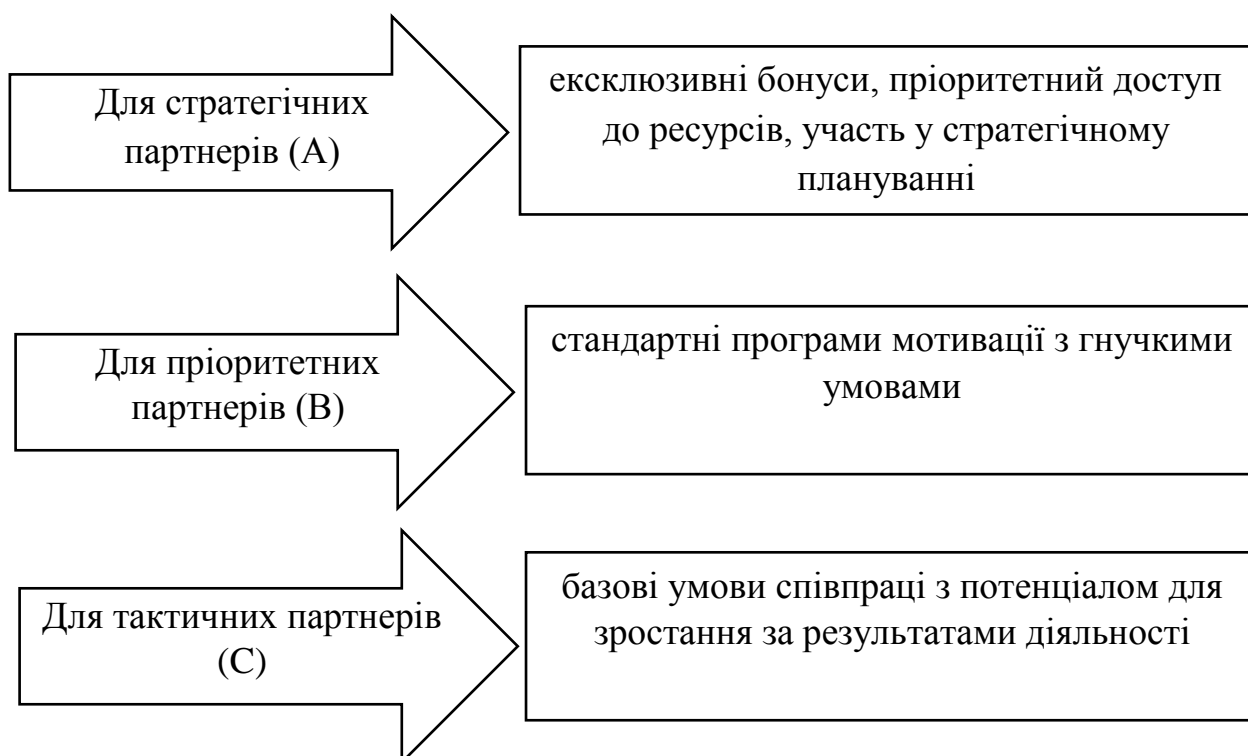 Для стратегічних
партнерів (А)
ексклюзивні бонуси, пріоритетний доступ
до ресурсів, участь у стратегічному
плануванні
Для пріоритетних
партнерів (В)
стандартні програми мотивації з гнучкими
умовами
Для тактичних партнерів
(С)
базові умови співпраці з потенціалом для
зростання за результатами діяльності